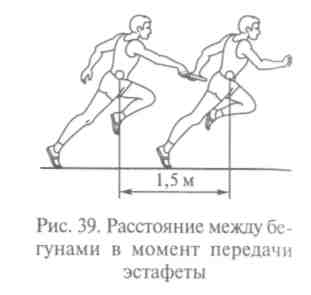 1,5 м
Рис. 39. Расстояние между бе-
гунами в момент передачи
эстафеты